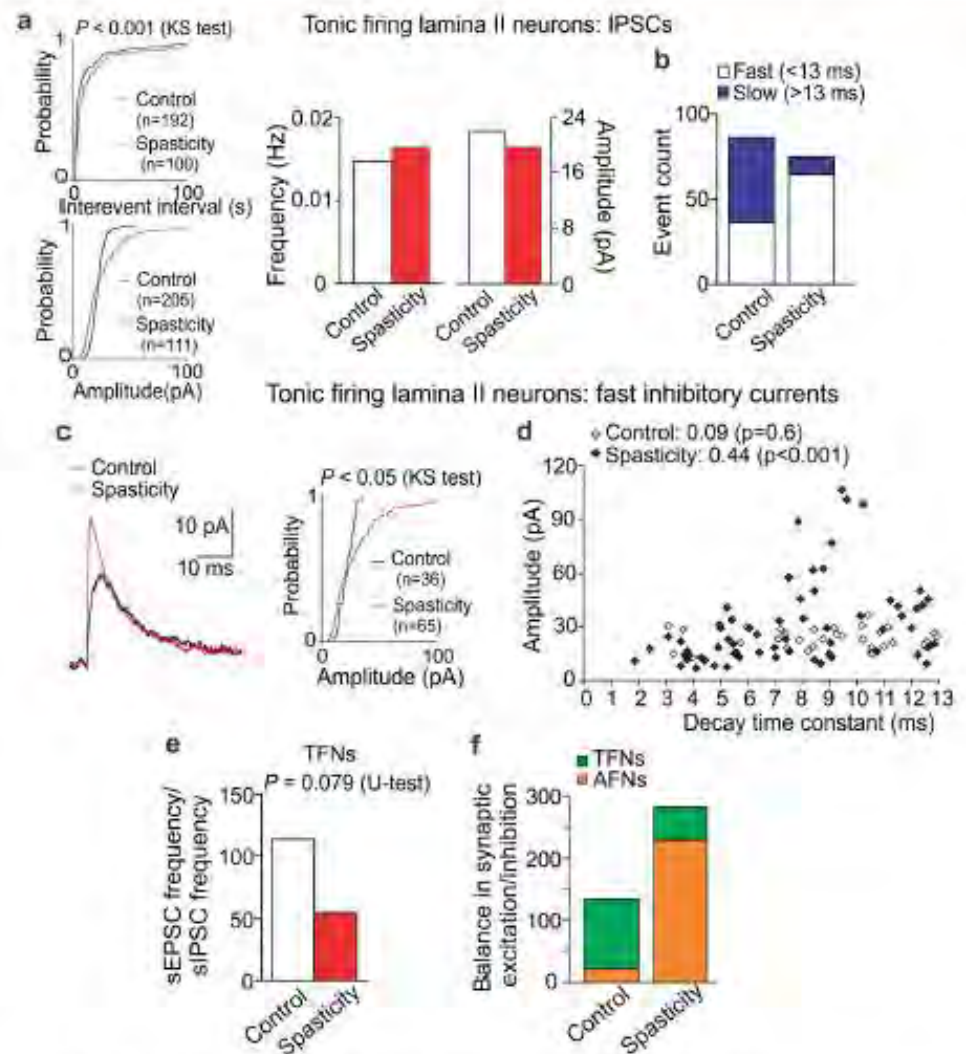 a
P < 0.001 (KS test)
Tonic firing lamina II neurons: IPSCs
1
Probability
Control
(n=192)
Spasticity
(n=100)
0
0
100
Interevent interval (s)
1
Probability
Control
(n=205)
Spasticity
(n=111)
0
0
100
Amplitude(pA)
0.02
0.01
0
Frequency (Hz)
24
16
8
0
Amplitude (pA)
Control
Spasticity
Control
Spasticity
b
Fast (<13 ms)
Slow (>13 ms)
100
50
0
Event count
Control
Spasticity
Tonic firing lamina II neurons: fast inhibitory currents
c
Control
Spasticity
10 pA
10 ms
P < 0.05 (KS test)
1
Probability
Control
(n=36)
Spasticity
(n=65)
0
0
100
Amplitude (pA)
d
Control: 0.09 (p=0.6)
Spasticity: 0.44 (p<0.001)
120
90
60
30
0
Amplitude (pA)
0 1 2 3 4 5 6 7 8 9 10 11 12 13
Decay time constant (ms)
e
TFNs
P = 0.079 (U-test)
150
100
50
0
sEPSC frequency/
sIPSC frequency
Control
Spasticity
f
TFNs
AFNs
300
200
100
0
Balance in synaptic
excitation/inhibition
Control
Spasticity